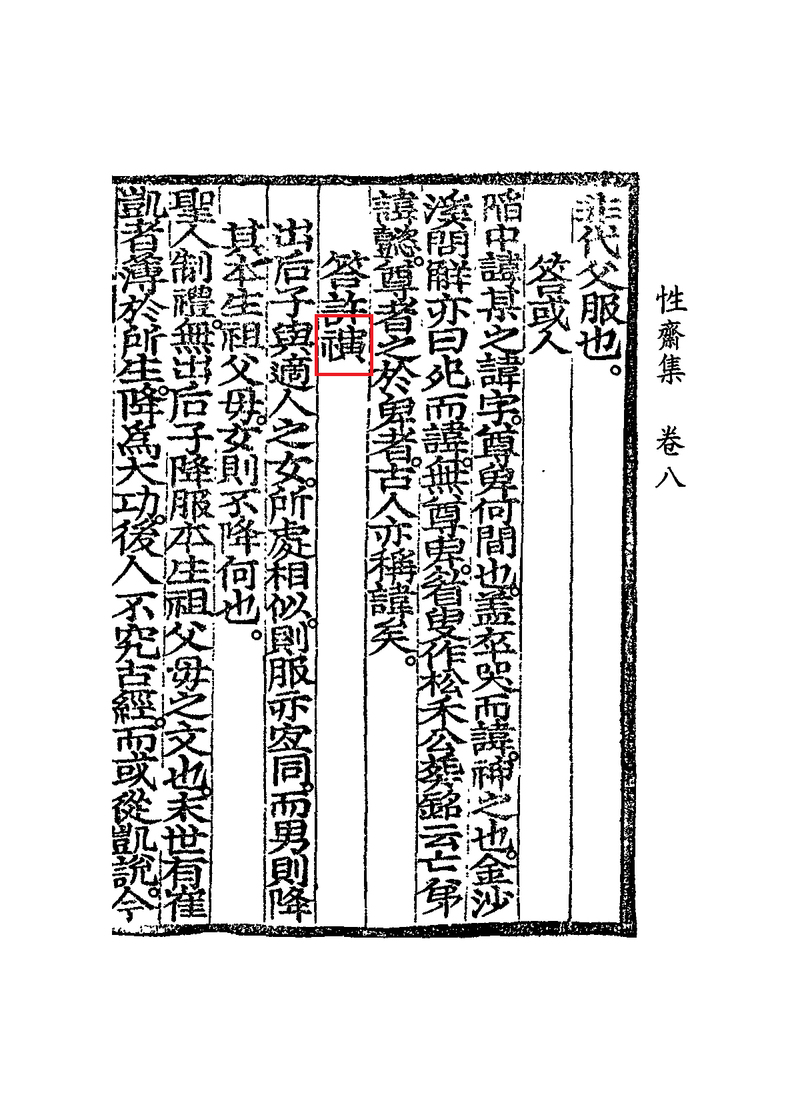 性齋集 卷八
非代父服也。
答或人
陷中諱某之諱字。尊卑何間也。盖卒哭而諱。神之也。金沙
溪問解亦曰死而諱。無尊卑。省叟作松禾公葬銘云亡弟
諱懿。尊者之於卑者。古人亦稱諱矣。
答許
出后子與適人之女。所處相似。則服亦宜同。而男則降
其本生祖父母。女則不降何也。
聖人制禮。無出后子降服本生祖父母之文也。末世有崔
凱者薄於所生。降爲大功。後人不究古經。而或從凱說。今